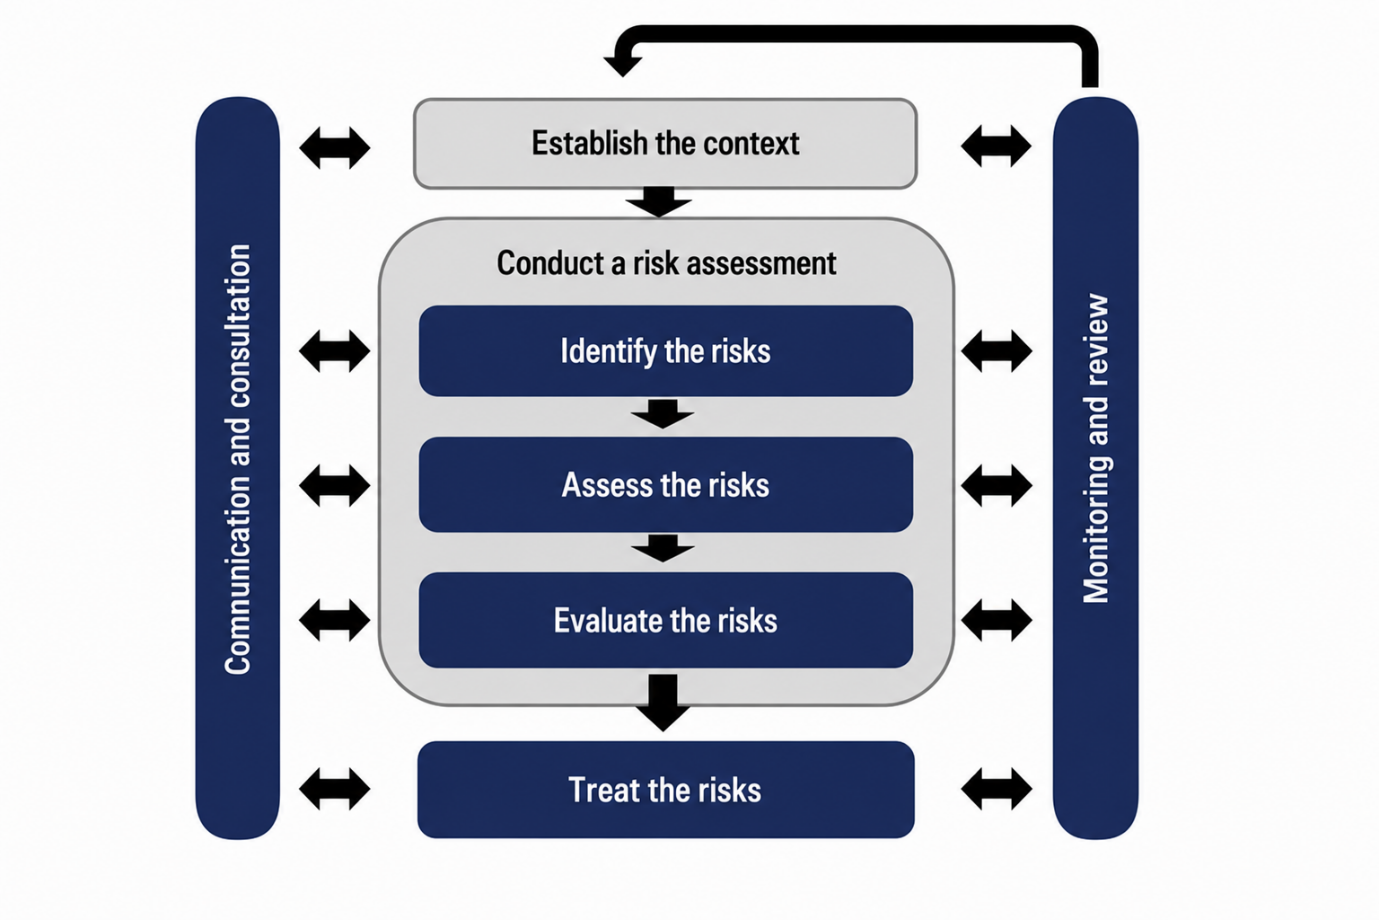 Establish the context
Conduct a risk assessment
Identify the risks
Assess the risks
Evaluate the risks
Treat the risks
Communication and consultation
Monitoring and review